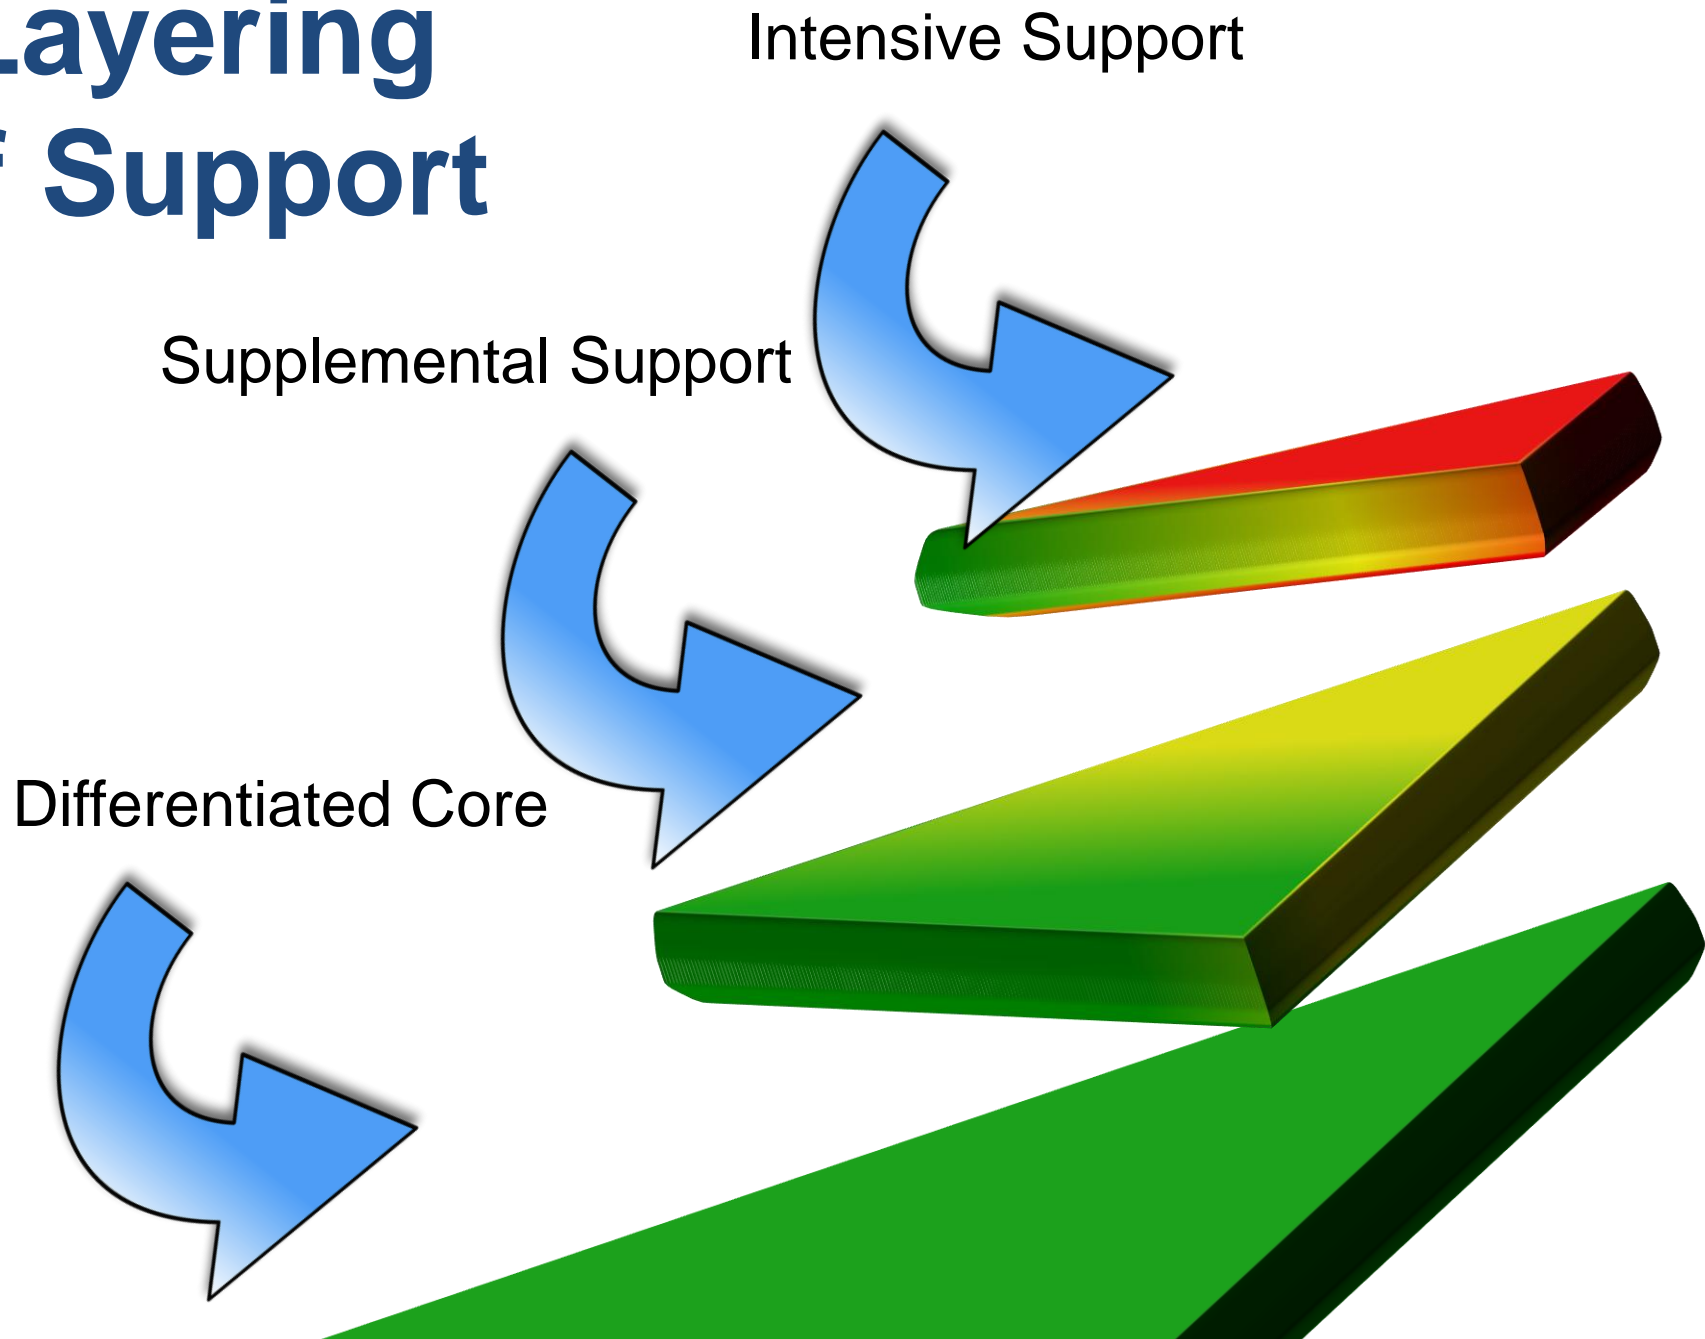 Layering
f Support
Intensive Support
Supplemental Support
Differentiated Core